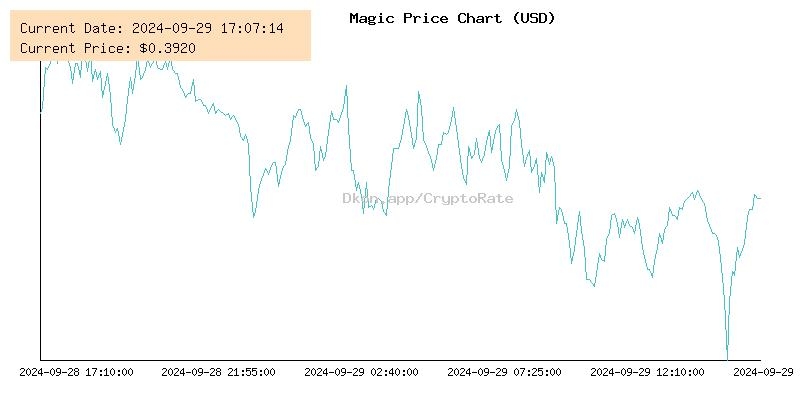 Magic Price Chart (USD)
Current Date: 2024-09-29 17:07:14
Current Price: $0.3920
Dknn.app/CryptoRate
2024-09-28 17:10:00
2024-09-28 21:55:00
2024-09-29 02:40:00
2024-09-29 07:25:00
2024-09-29 12:10:00
2024-09-29